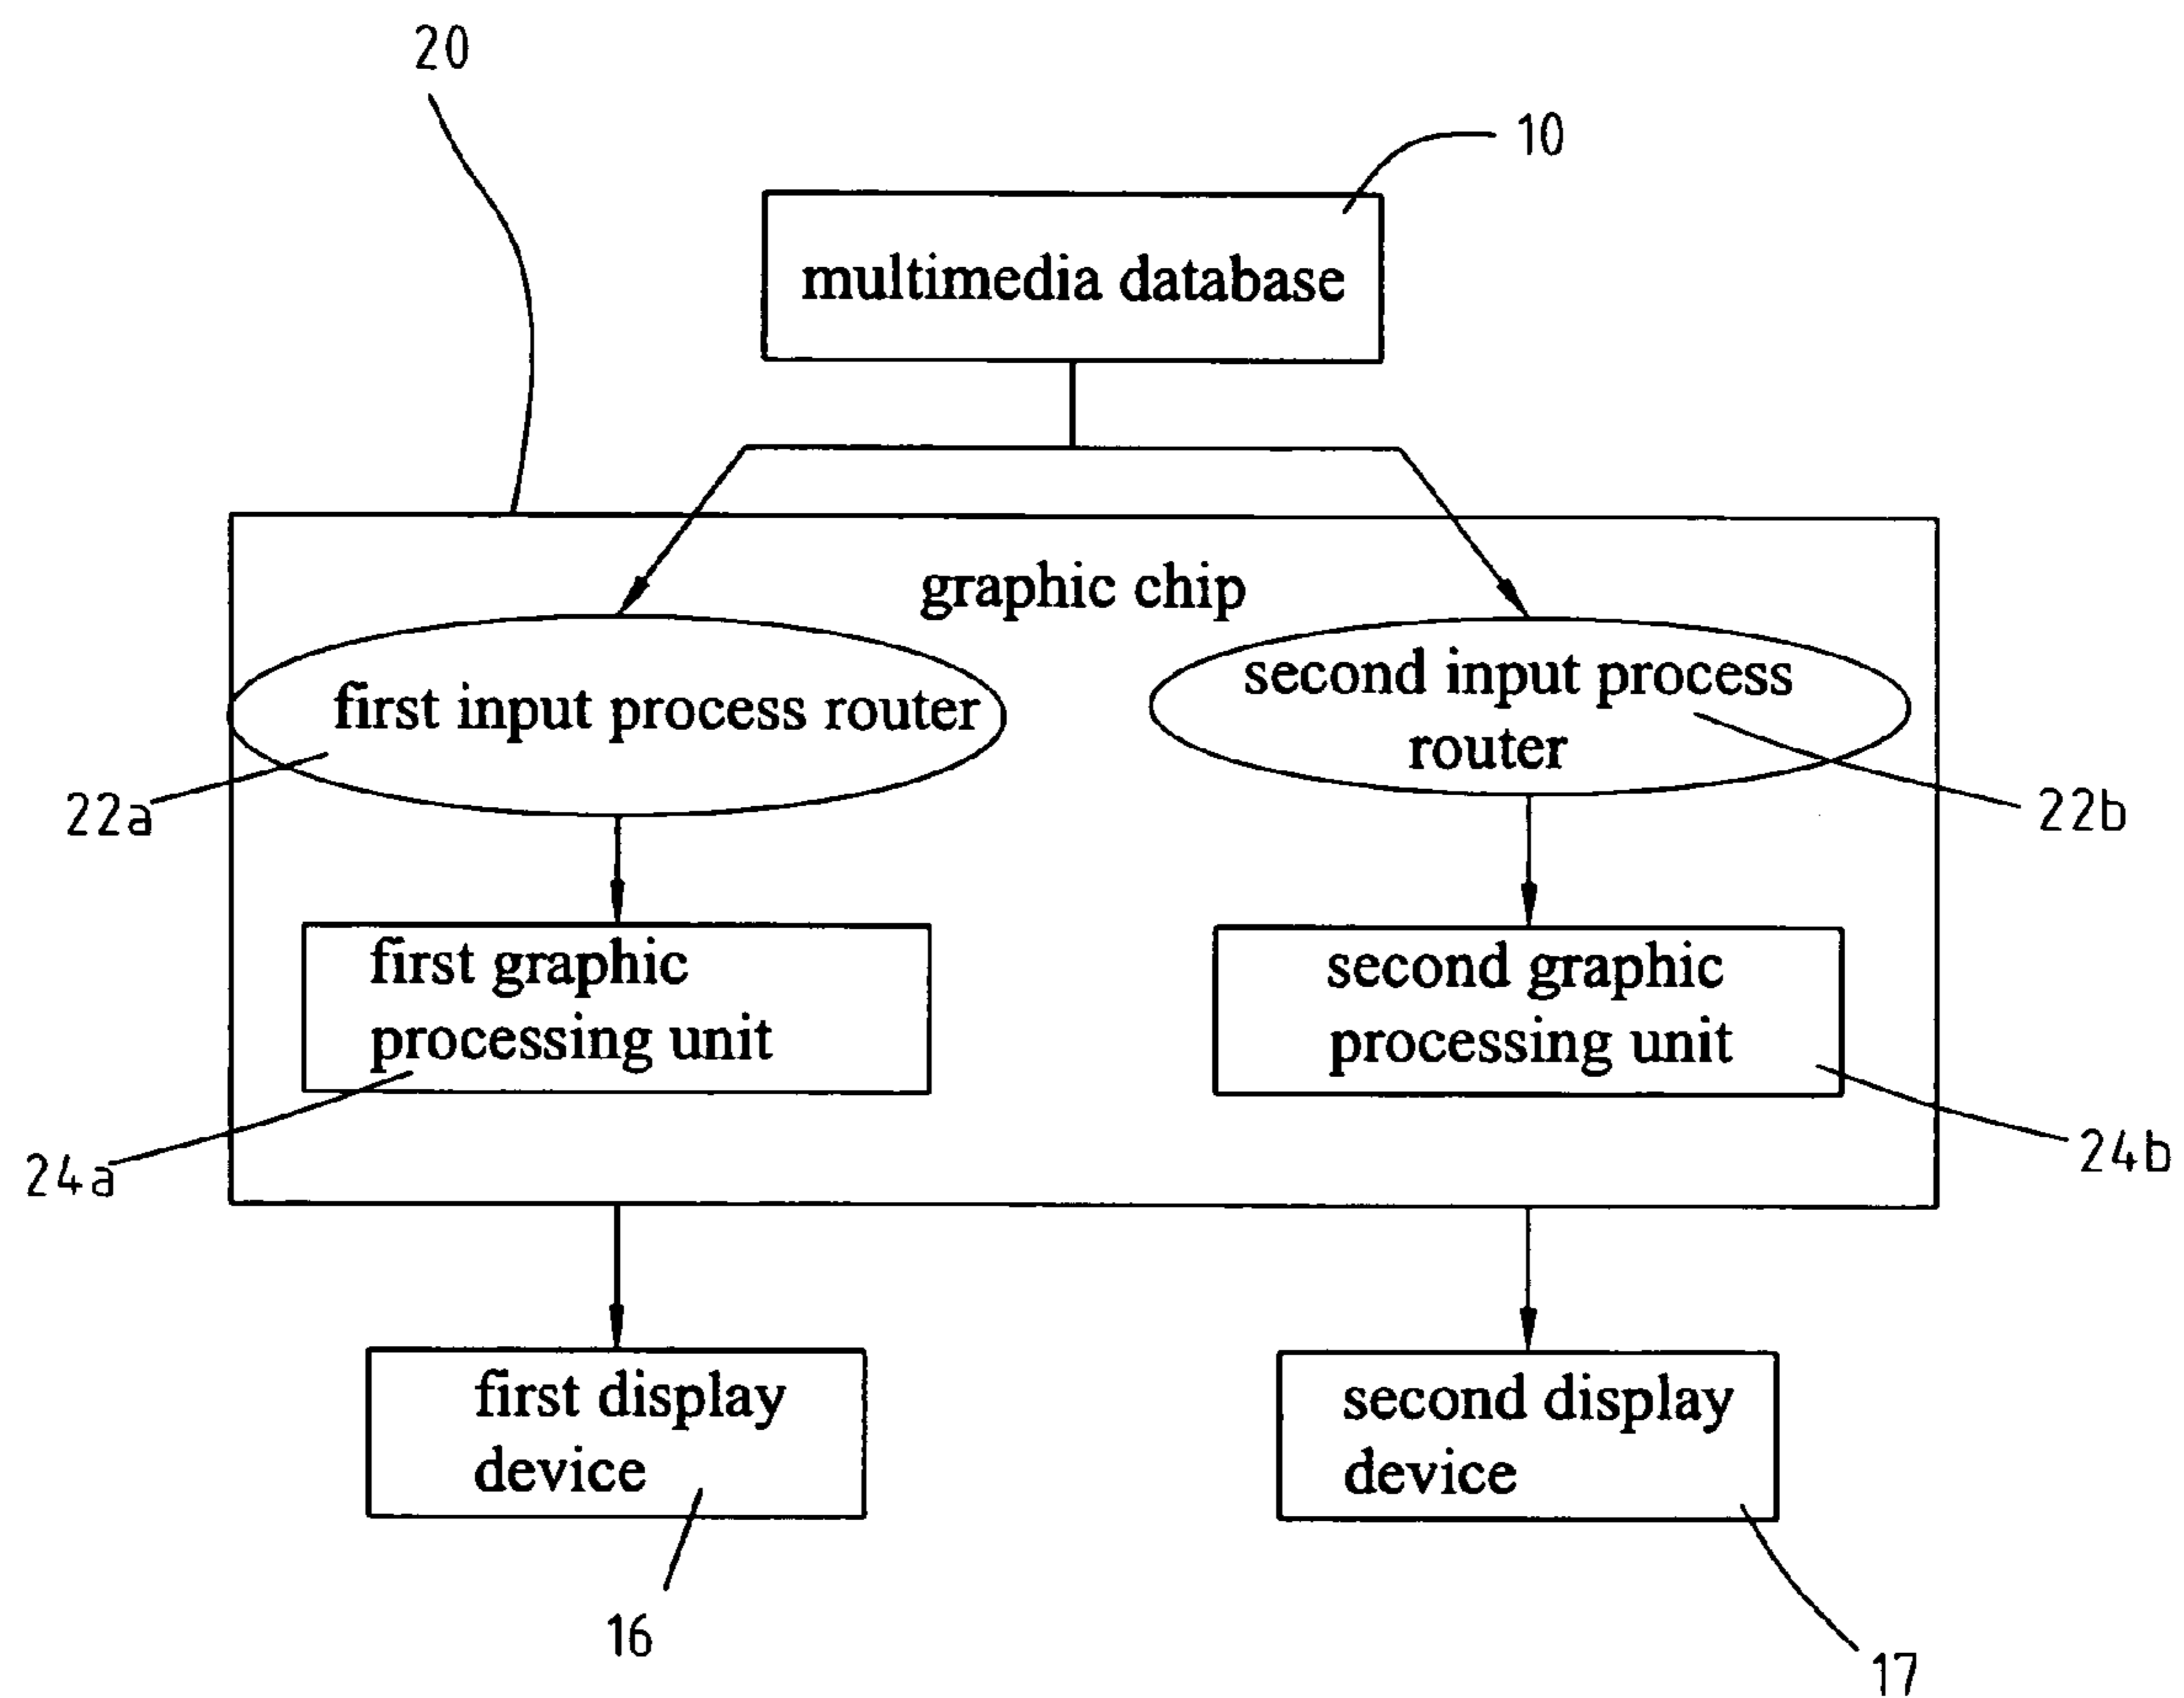 20
10
multimedia database
graphic chip
first input process router
second input process
router
22a
22b
first graphic
processing unit
second graphic
processing unit
24a
24b
first display
device
second display
device
16
17